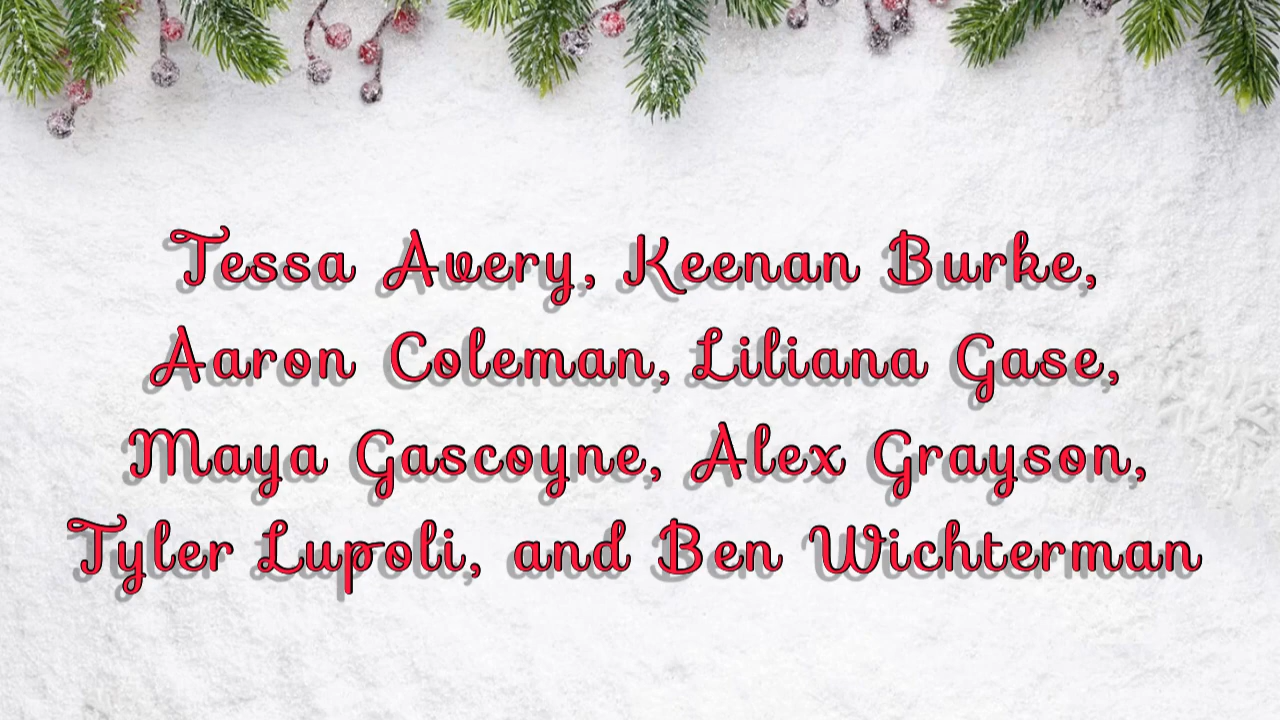 Tessa Avery, Keenan Burke,
Aaron Coleman, Liliana Gase,
Maya Gascoyne, Alex Grayson,
Tyler Lupoli, and Ben Wichterman